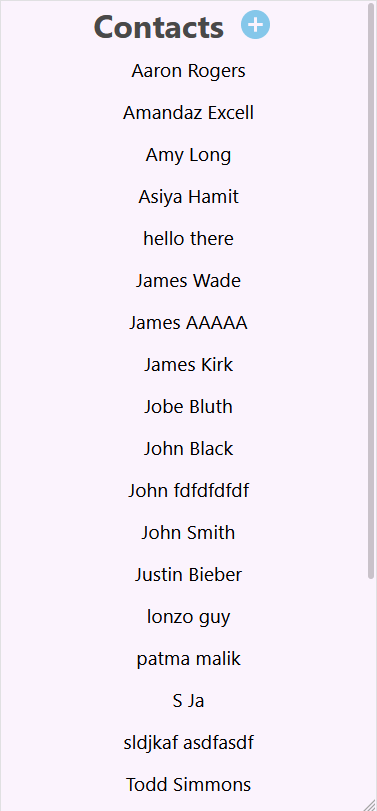 Contacts
Aaron Rogers
Amandaz Excell
Amy Long
Asiya Hamit
hello there
James Wade
James AAAAA
James Kirk
Jobe Bluth
John Black
John fdfdfdfdf
John Smith
Justin Bieber
lonzo guy
patma malik
S Ja
sldjkaf asdfasdf
Todd Simmons